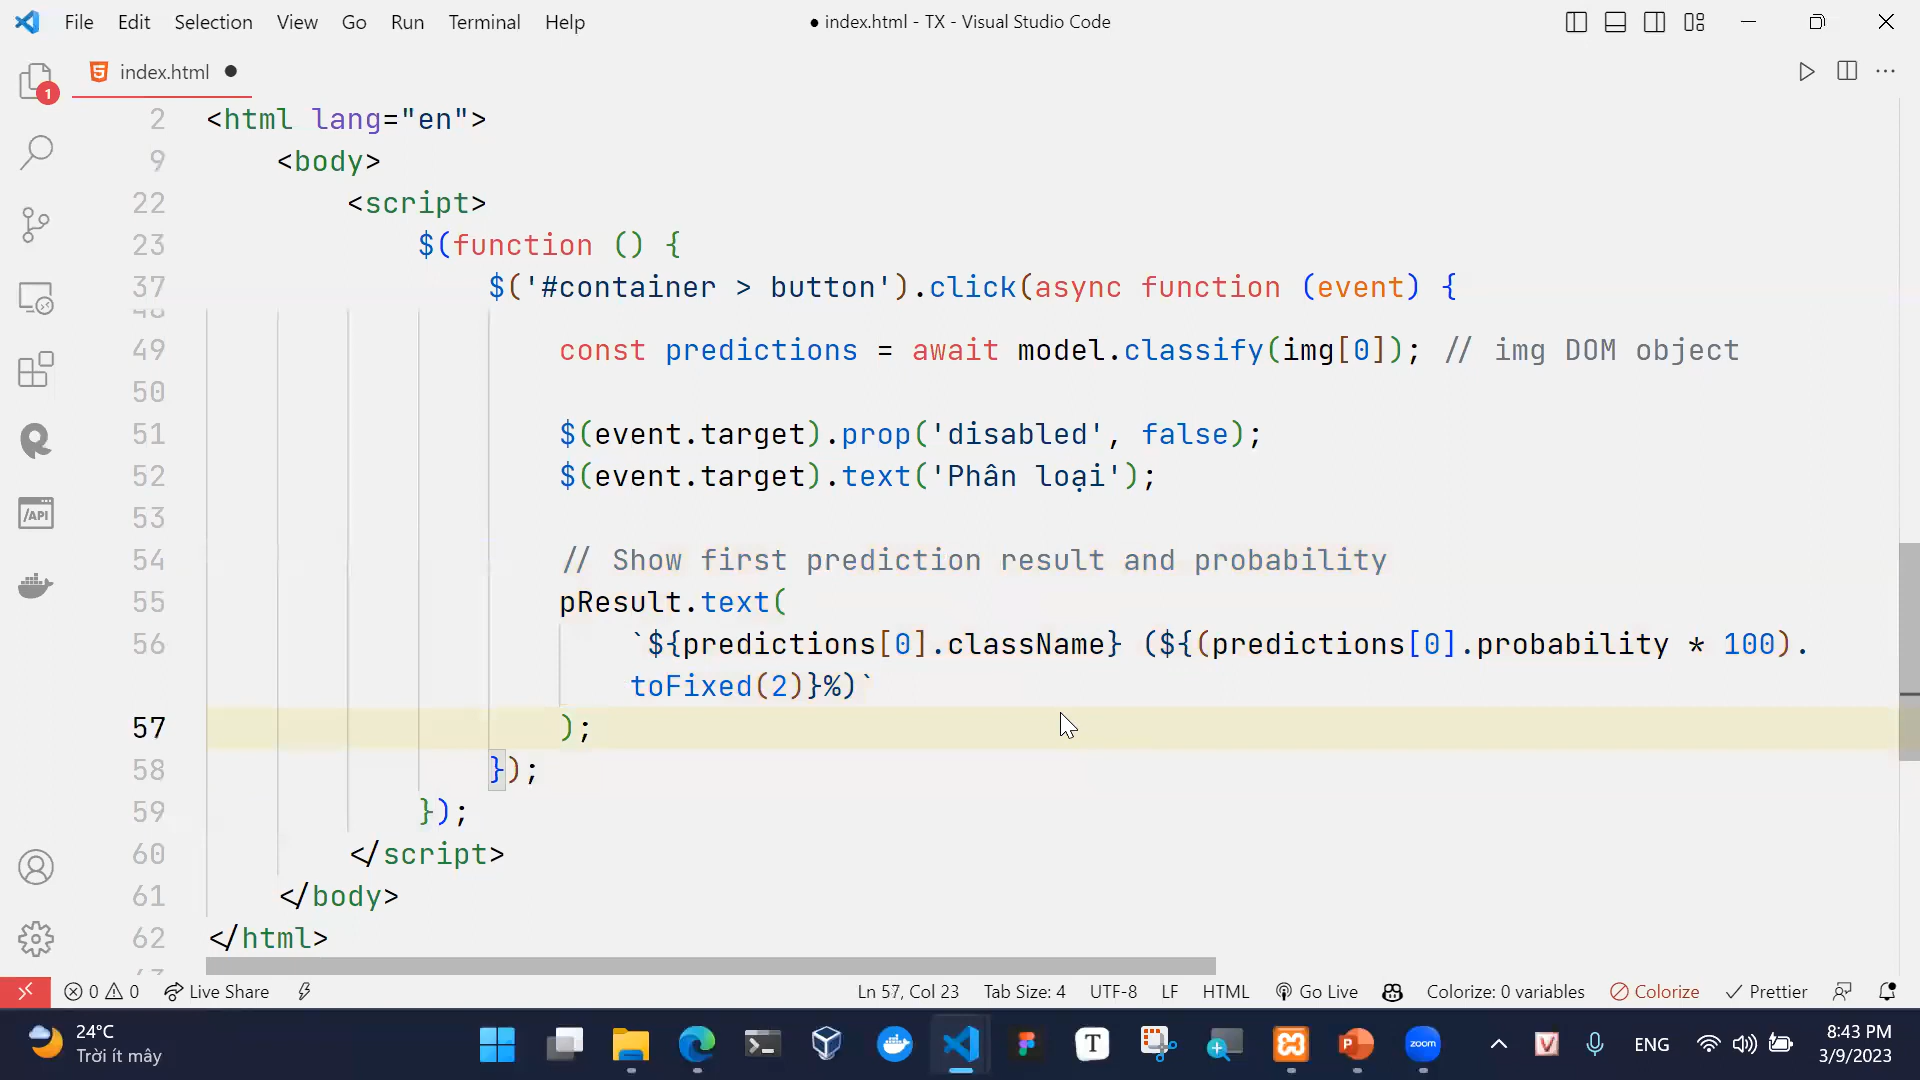 File Edit Selection View Go Run Terminal Help ● index.html - TX - Visual Studio Code
index.html ●
1
2 <html lang="en">
9 <body>
22 <script>
23 $(function () {
37 $('#container > button').click(async function (event) {
48
49 const predictions = await model.classify(img[0]); // img DOM object
50
51 $(event.target).prop('disabled', false);
52 $(event.target).text('Phân loại');
53
54 // Show first prediction result and probability
55 pResult.text(
56 `${predictions[0].className} (${(predictions[0].probability * 100).
toFixed(2)}%)`
57 );
58 });
59 });
60 </script>
61 </body>
62 </html>
/API
0 0 Live Share Ln 57, Col 23 Tab Size: 4 UTF-8 LF HTML Go Live Colorize: 0 variables Colorize Prettier
24°C
Trời ít mây
T
zoom
V
ENG
8:43 PM
3/9/2023